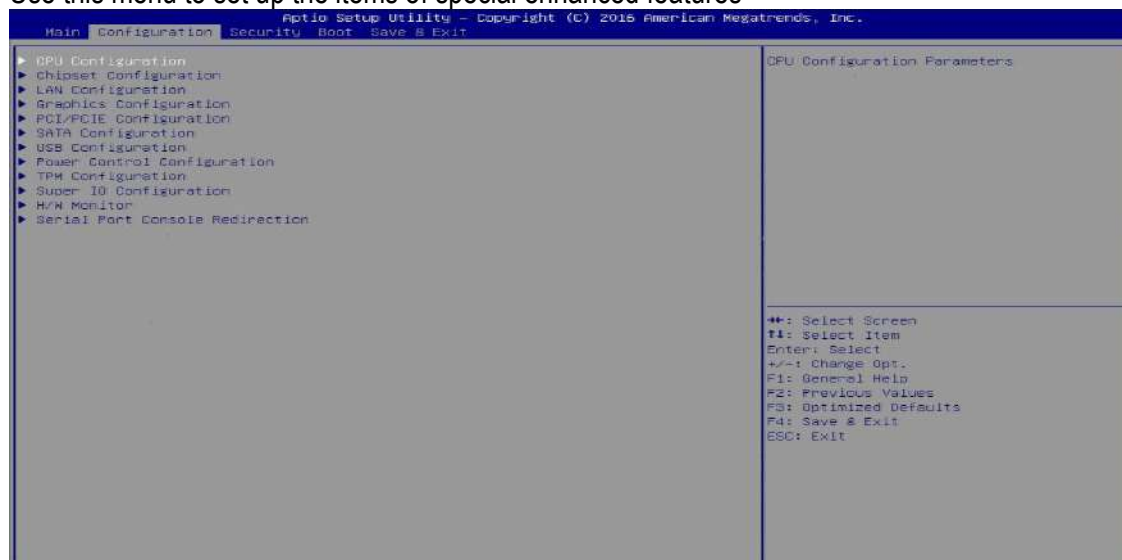 Use this menu to set up the items of special enhanced features
Aptio Setup Utility – Copyright (C) 2016 American Megatrends, Inc.
Main Configuration Security Boot Save & Exit
► CPU Configuration
► Chipset Configuration
► LAN Configuration
► Graphics Configuration
► PCI/PCIE Configuration
► SATA Configuration
► USB Configuration
► Power Control Configuration
► TPM Configuration
► Super IO Configuration
► H/W Monitor
► Serial Port Console Redirection
CPU Configuration Parameters
→←: Select Screen
↑↓: Select Item
Enter: Select
+/-: Change Opt.
F1: General Help
F2: Previous Values
F3: Optimized Defaults
F4: Save & Exit
ESC: Exit